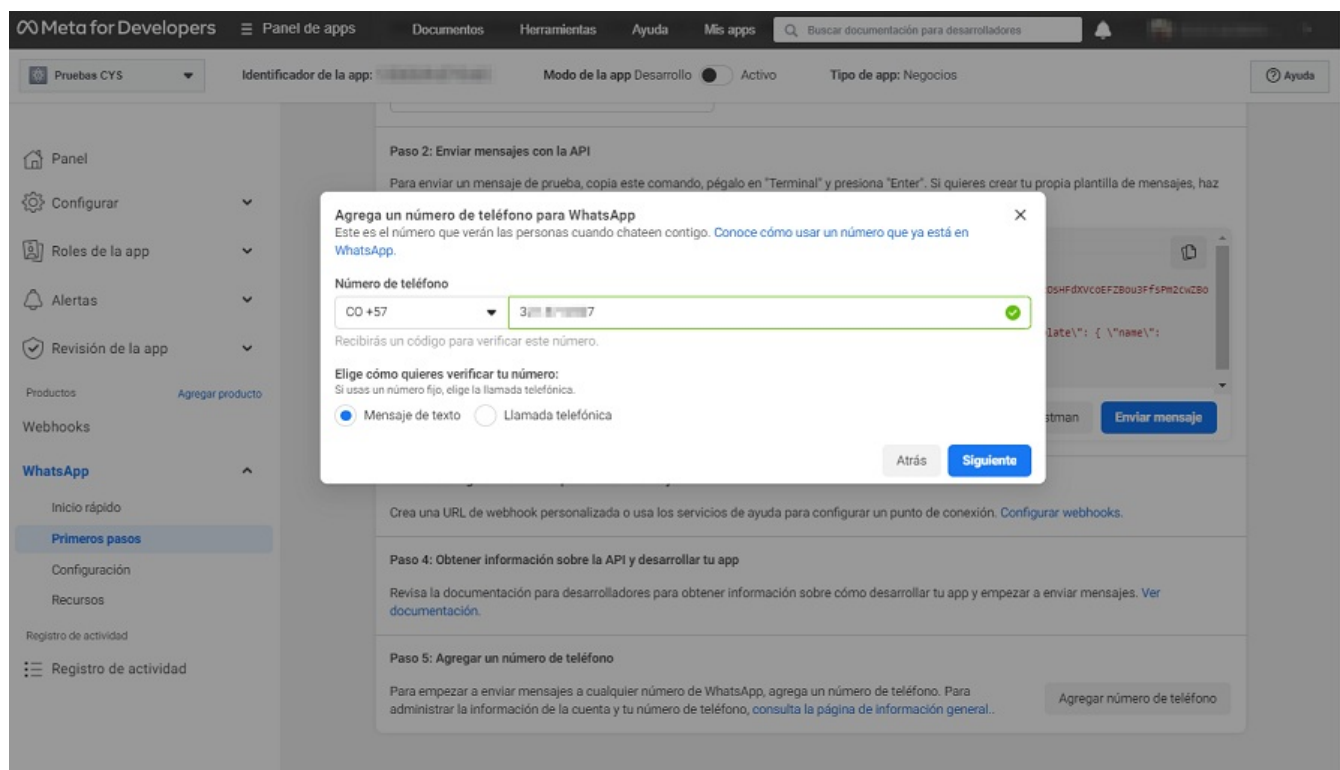 Meta for Developers
Panel de apps
Documentos
Herramientas
Ayuda
Mis apps
Buscar documentación para desarrolladores
Pruebas CYS
Identificador de la app:
Modo de la app Desarrollo
Activo
Tipo de app: Negocios
Ayuda
Panel
Configurar
Roles de la app
Alertas
Revisión de la app
Productos
Agregar producto
Webhooks
WhatsApp
Inicio rápido
Primeros pasos
Configuración
Recursos
Registro de actividad
Registro de actividad
Paso 2: Enviar mensajes con la API
Para enviar un mensaje de prueba, copia este comando, pégalo en "Terminal" y presiona "Enter". Si quieres crear tu propia plantilla de mensajes, haz
Agrega un número de teléfono para WhatsApp
Este es el número que verán las personas cuando chateen contigo. Conoce cómo usar un número que ya está en
WhatsApp.
Número de teléfono
CO +57
3
7
Recibirás un código para verificar este número.
Elige cómo quieres verificar tu número:
Si usas un número fijo, elige la llamada telefónica.
Mensaje de texto
Llamada telefónica
Atrás
Siguiente
late\": { \"name\":
stman
Enviar mensaje
Crea una URL de webhook personalizada o usa los servicios de ayuda para configurar un punto de conexión. Configurar webhooks.
Paso 4: Obtener información sobre la API y desarrollar tu app
Revisa la documentación para desarrolladores para obtener información sobre cómo desarrollar tu app y empezar a enviar mensajes. Ver
documentación.
Paso 5: Agregar un número de teléfono
Para empezar a enviar mensajes a cualquier número de WhatsApp, agrega un número de teléfono. Para
administrar la información de la cuenta y tu número de teléfono, consulta la página de información general..
Agregar número de teléfono